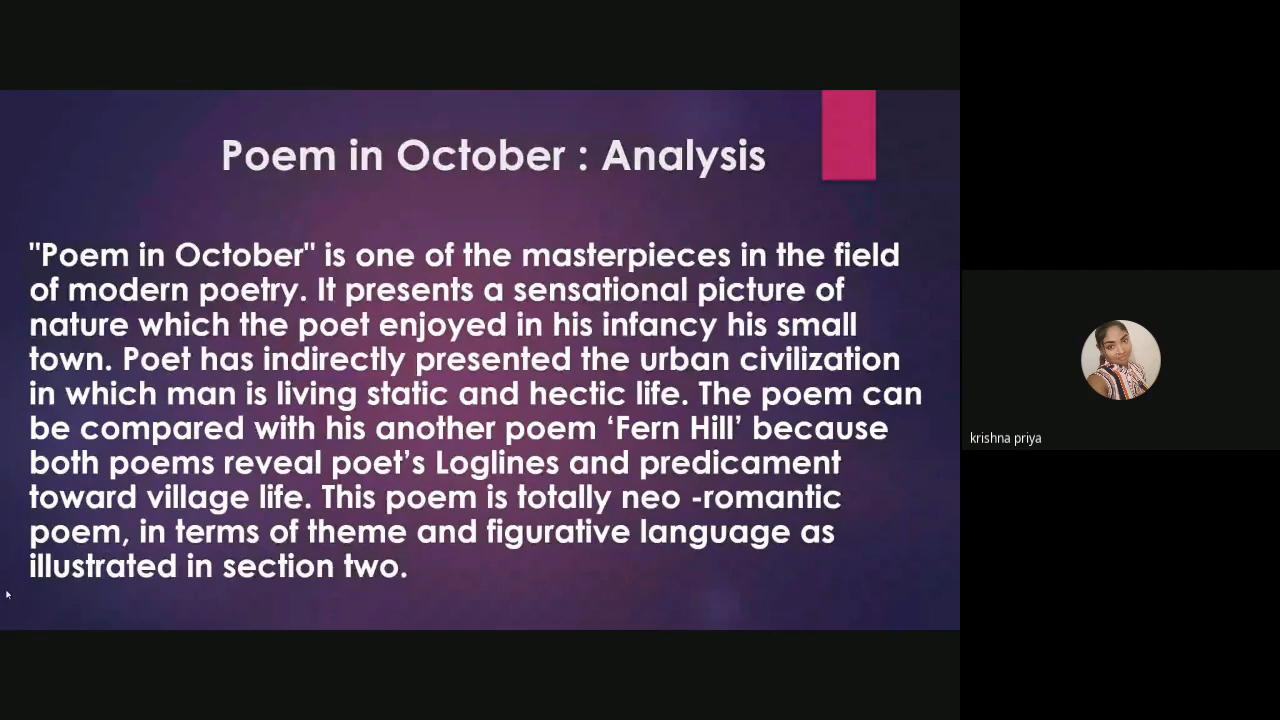 Poem in October : Analysis
"Poem in October" is one of the masterpieces in the field
of modern poetry. It presents a sensational picture of
nature which the poet enjoyed in his infancy his small
town. Poet has indirectly presented the urban civilization
in which man is living static and hectic life. The poem can
be compared with his another poem ‘Fern Hill’ because
both poems reveal poet’s Loglines and predicament
toward village life. This poem is totally neo -romantic
poem, in terms of theme and figurative language as
illustrated in section two.
krishna priya